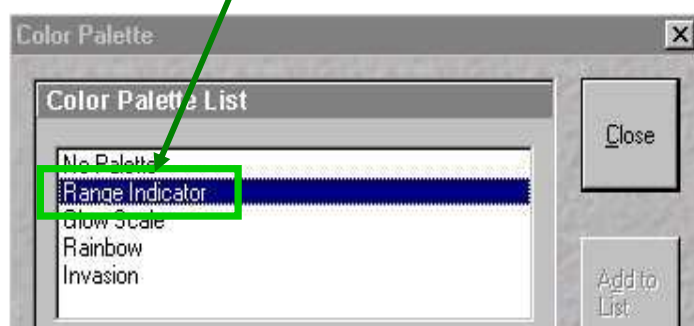 Color Palette
Color Palette List
Close
No Palette
Range Indicator
Glow Scale
Rainbow
Invasion
Add to
List